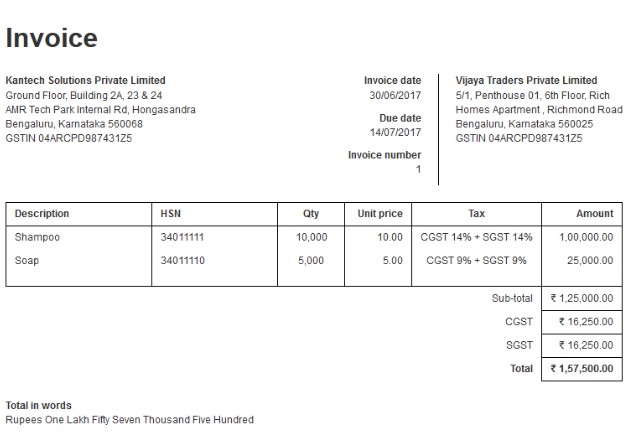 Invoice
Kantech Solutions Private Limited
Ground Floor, Building 2A, 23 & 24
AMR Tech Park Internal Rd, Hongasandra
Bengaluru, Karnataka 560068
GSTIN 04ARCPD987431Z5
Invoice date
30/06/2017
Due date
14/07/2017
Invoice number
1
Vijaya Traders Private Limited
5/1, Penthouse 01, 6th Floor, Rich
Homes Apartment , Richmond Road
Bengaluru, Karnataka 560025
GSTIN 04ARCPD987431Z5
Description HSN Qty Unit price Tax Amount
Shampoo 34011111 10,000 10.00 CGST 14% + SGST 14% 1,00,000.00
Soap 34011110 5,000 5.00 CGST 9% + SGST 9% 25,000.00
Sub-total ₹ 1,25,000.00
CGST ₹ 16,250.00
SGST ₹ 16,250.00
Total ₹ 1,57,500.00
Total in words
Rupees One Lakh Fifty Seven Thousand Five Hundred